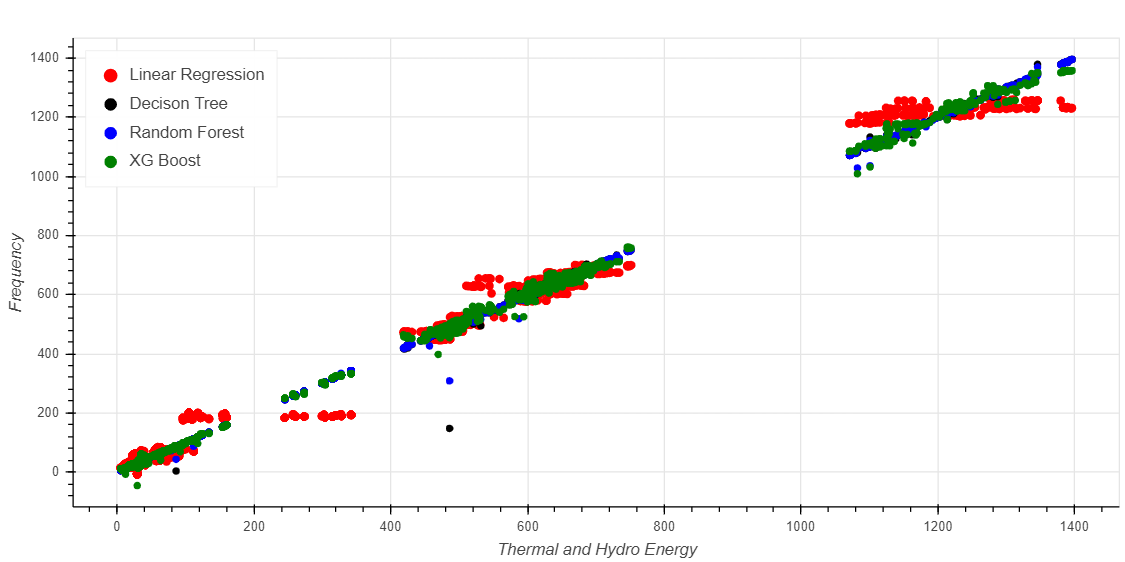 Linear Regression
Decison Tree
Random Forest
XG Boost
1400
1200
1000
800
600
400
200
0
Frequency
0 200 400 600 800 1000 1200 1400
Thermal and Hydro Energy